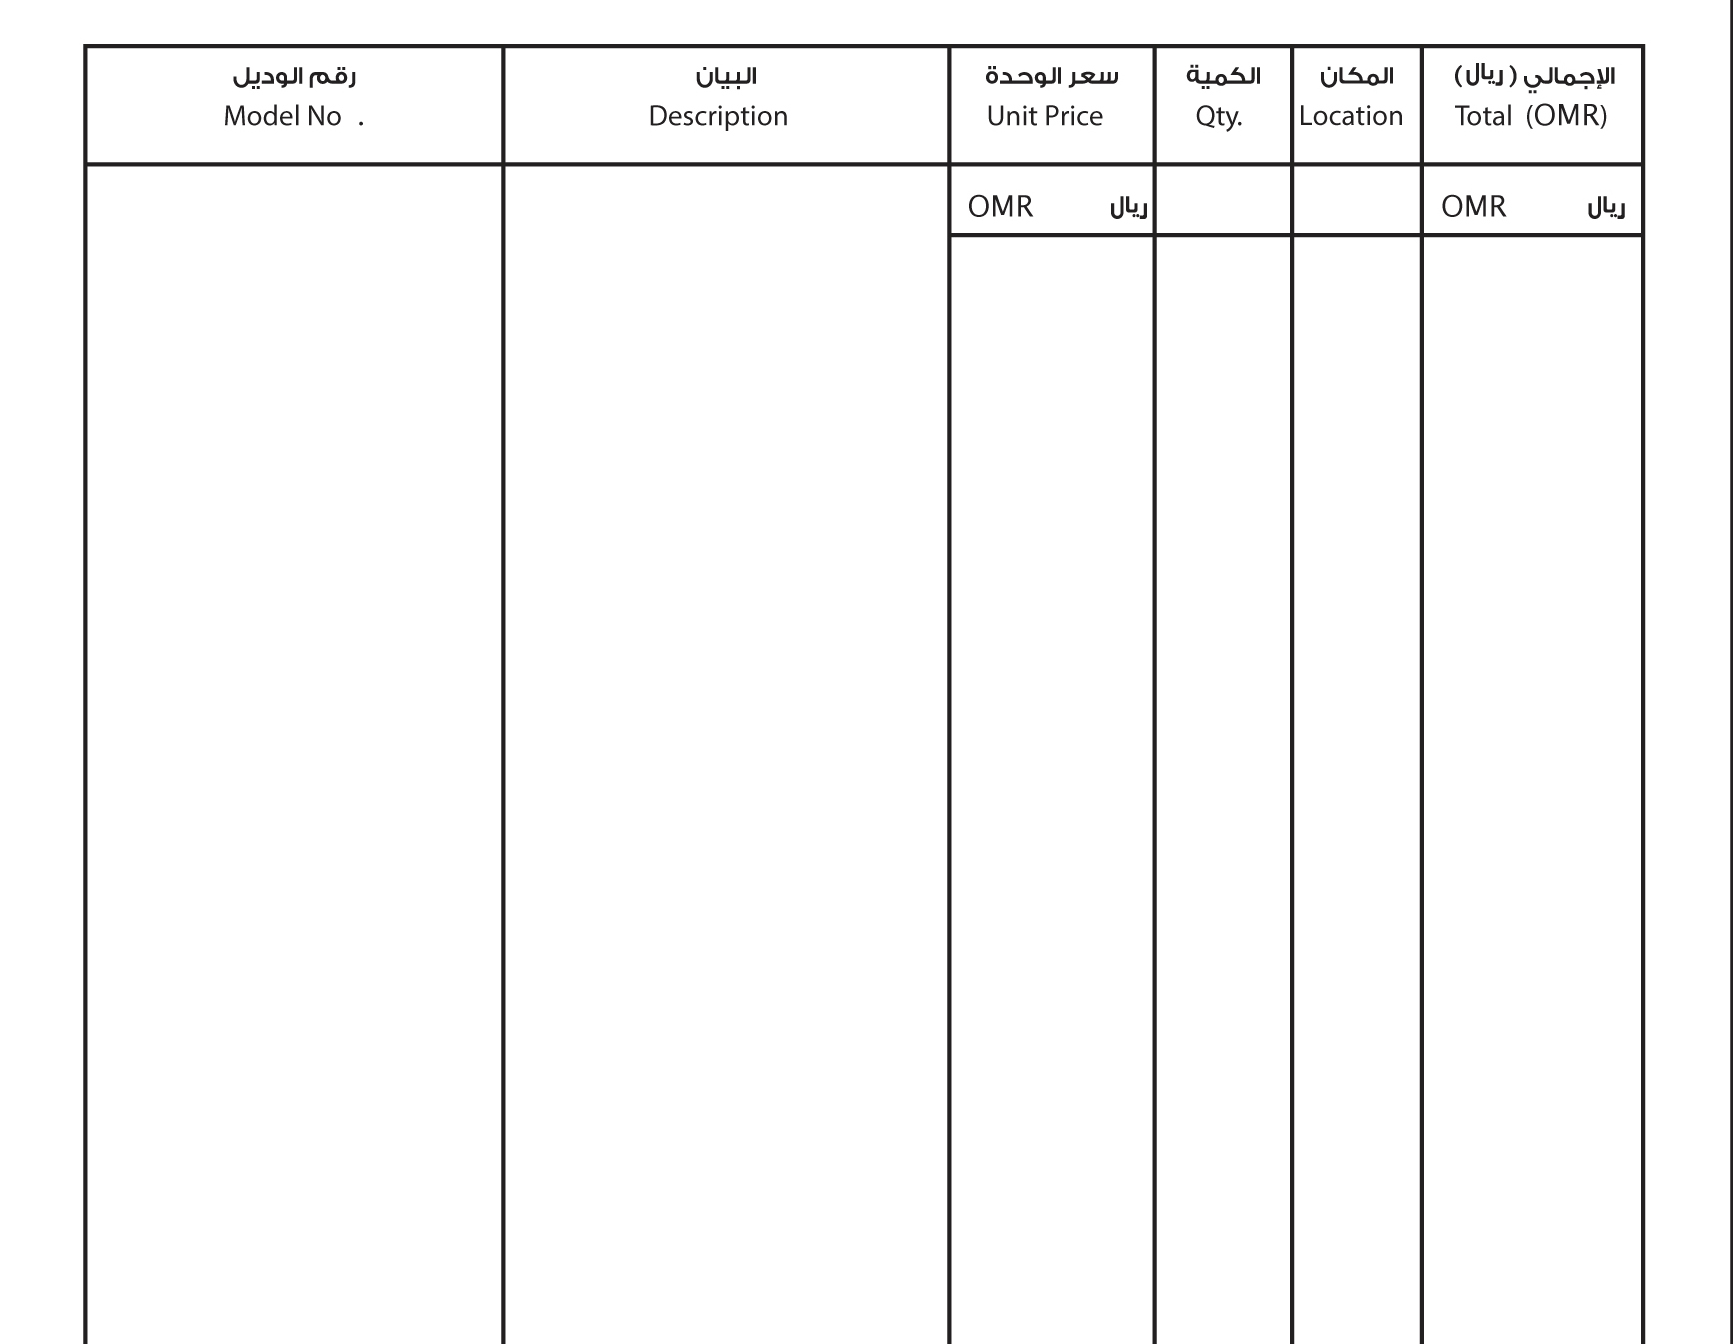 رقم الوديل
Model No .
البيان
Description
سعر الوحدة
Unit Price
الكمية
Qty.
المكان
Location
الإجمالي (ريال)
Total (OMR)
OMR ريال
OMR ريال